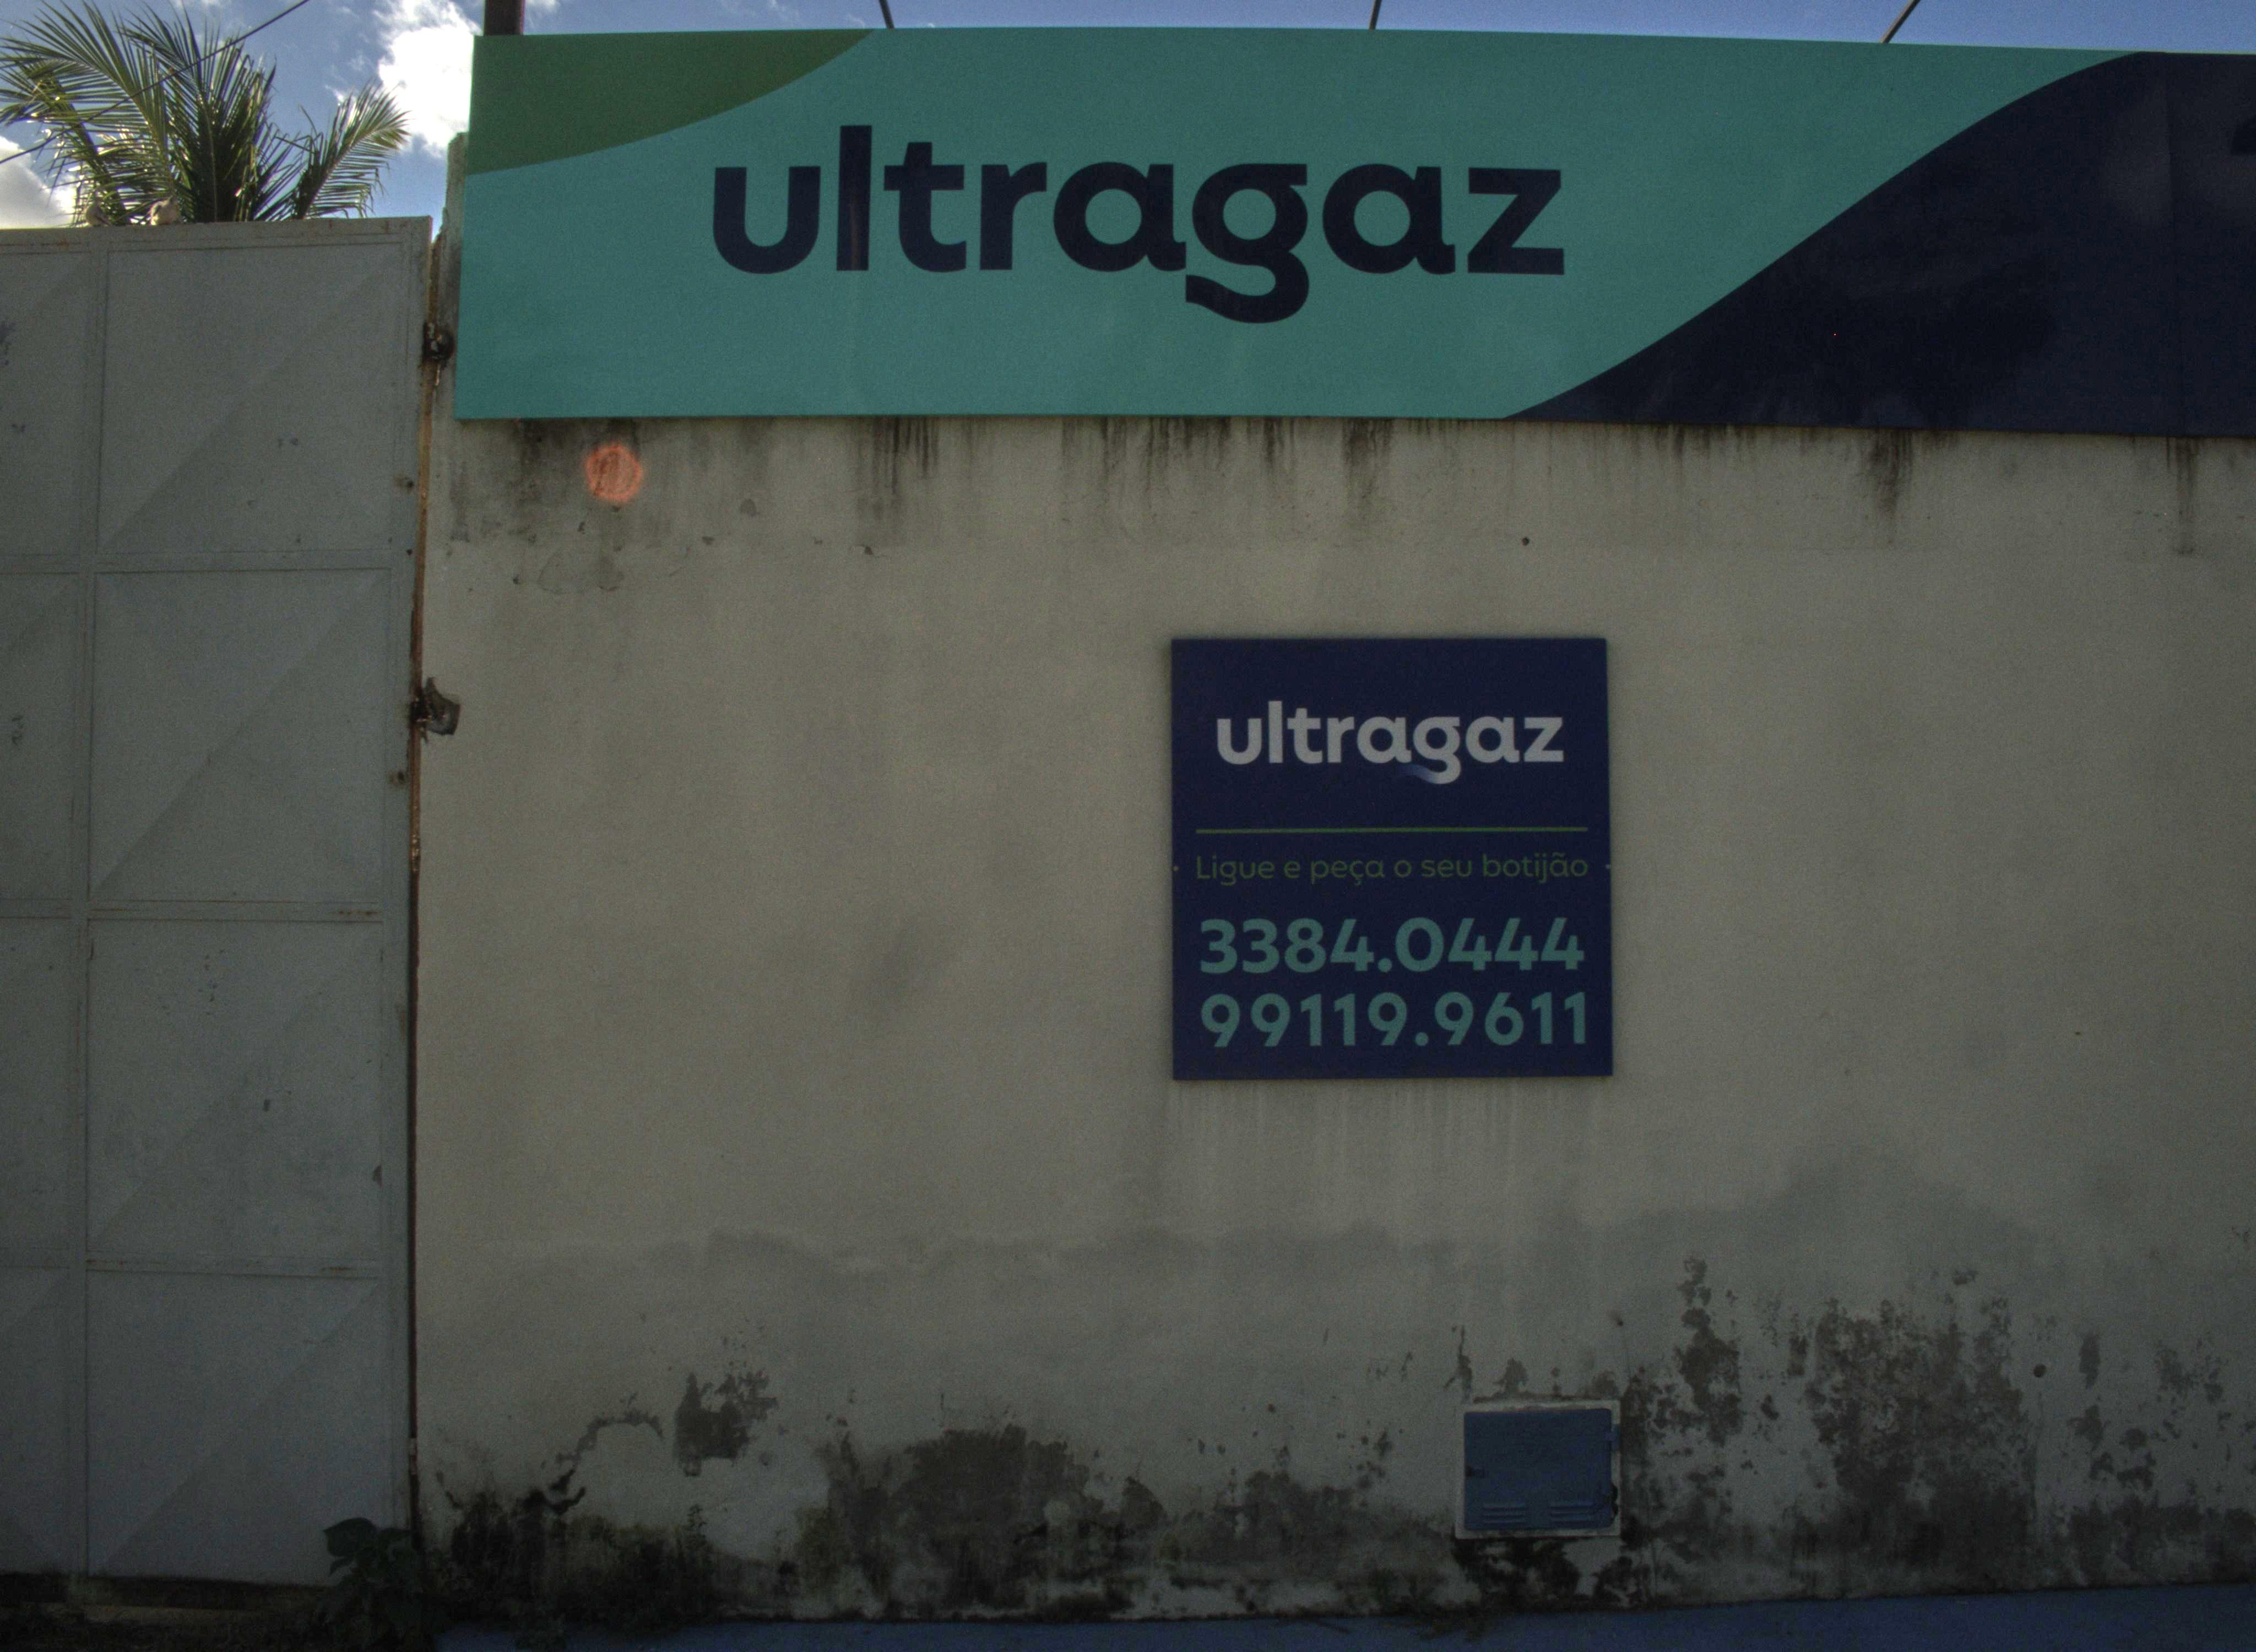 ultragaz
ultragaz
Ligue e peça o seu botijão
3384.0444
99119.9611